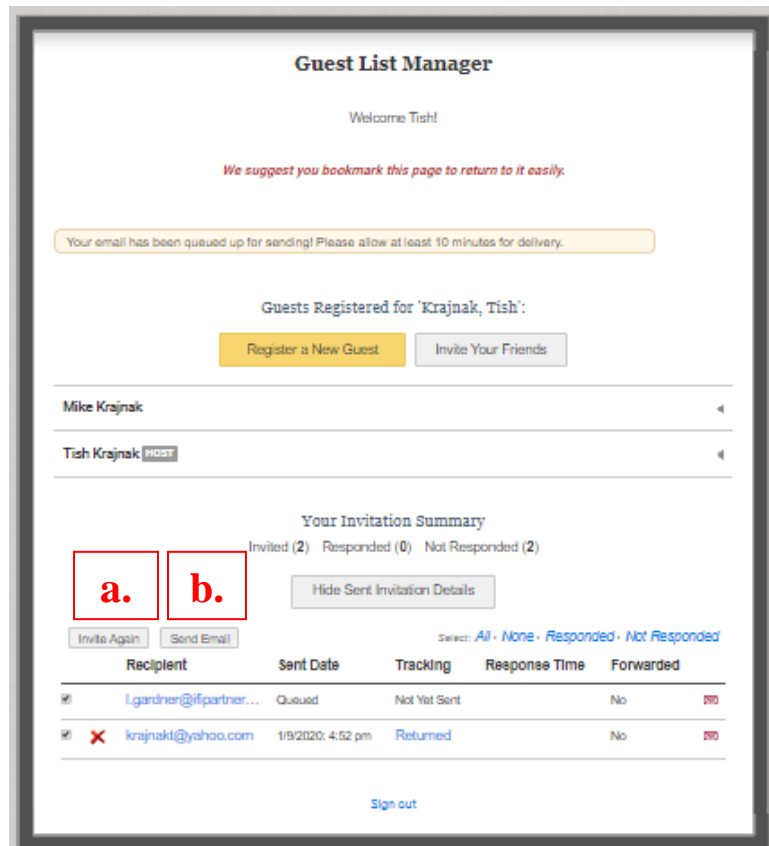 Guest List Manager
Welcome Tish!
We suggest you bookmark this page to return to it easily.
Your email has been queued up for sending! Please allow at least 10 minutes for delivery.
Guests Registered for 'Krajnak, Tish':
Register a New Guest Invite Your Friends
Mike Krajnak
Tish Krajnak HOST
Your Invitation Summary
Invited (2) Responded (0) Not Responded (2)
a. b. Hide Sent Invitation Details
Invite Again Send Email Select: All · None · Responded · Not Responded
Recipient Sent Date Tracking Response Time Forwarded
l.gardner@ifipartner... Queued Not Yet Sent No
krajnakt@yahoo.com 1/9/2020: 4:52 pm Returned No
Sign out